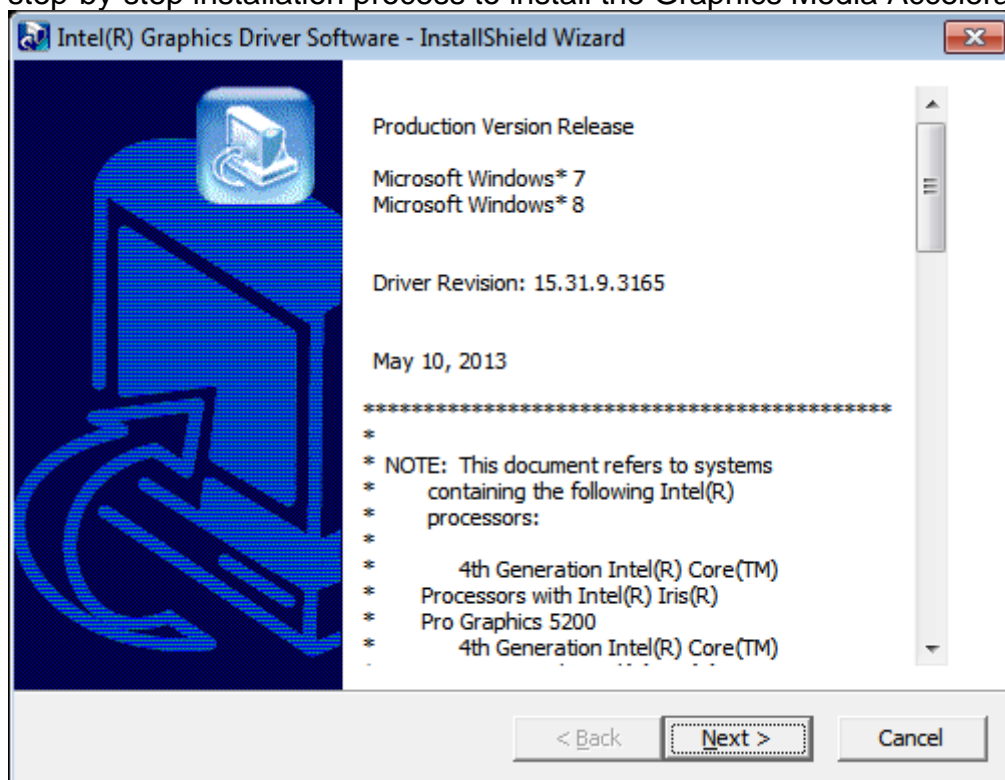 step-by-step installation process to install the Graphics Media Accelera
Intel(R) Graphics Driver Software - InstallShield Wizard
Production Version Release
Microsoft Windows* 7
Microsoft Windows* 8
Driver Revision: 15.31.9.3165
May 10, 2013
********************************************
*
* NOTE: This document refers to systems
* containing the following Intel(R)
* processors:
*
* 4th Generation Intel(R) Core(TM)
* Processors with Intel(R) Iris(R)
* Pro Graphics 5200
* 4th Generation Intel(R) Core(TM)
< Back
Next >
Cancel